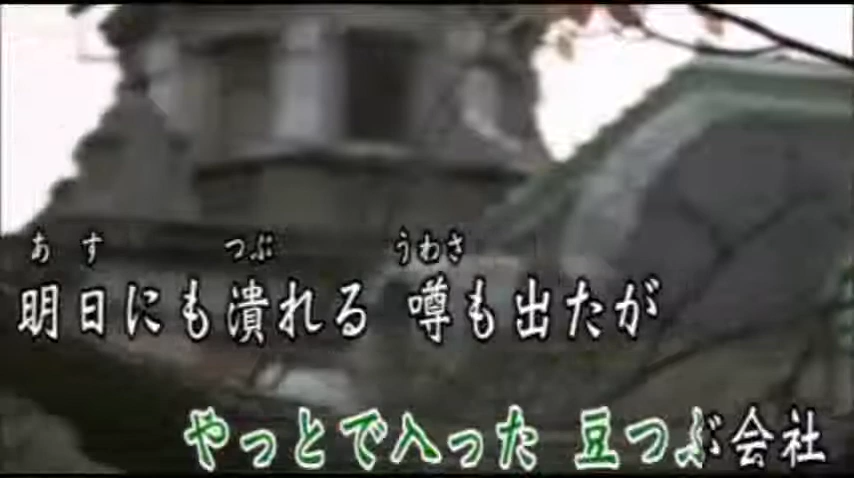 あす つぶ うわさ
明日にも潰れる 噂も出たが
やっとで入った 豆つぶ会社